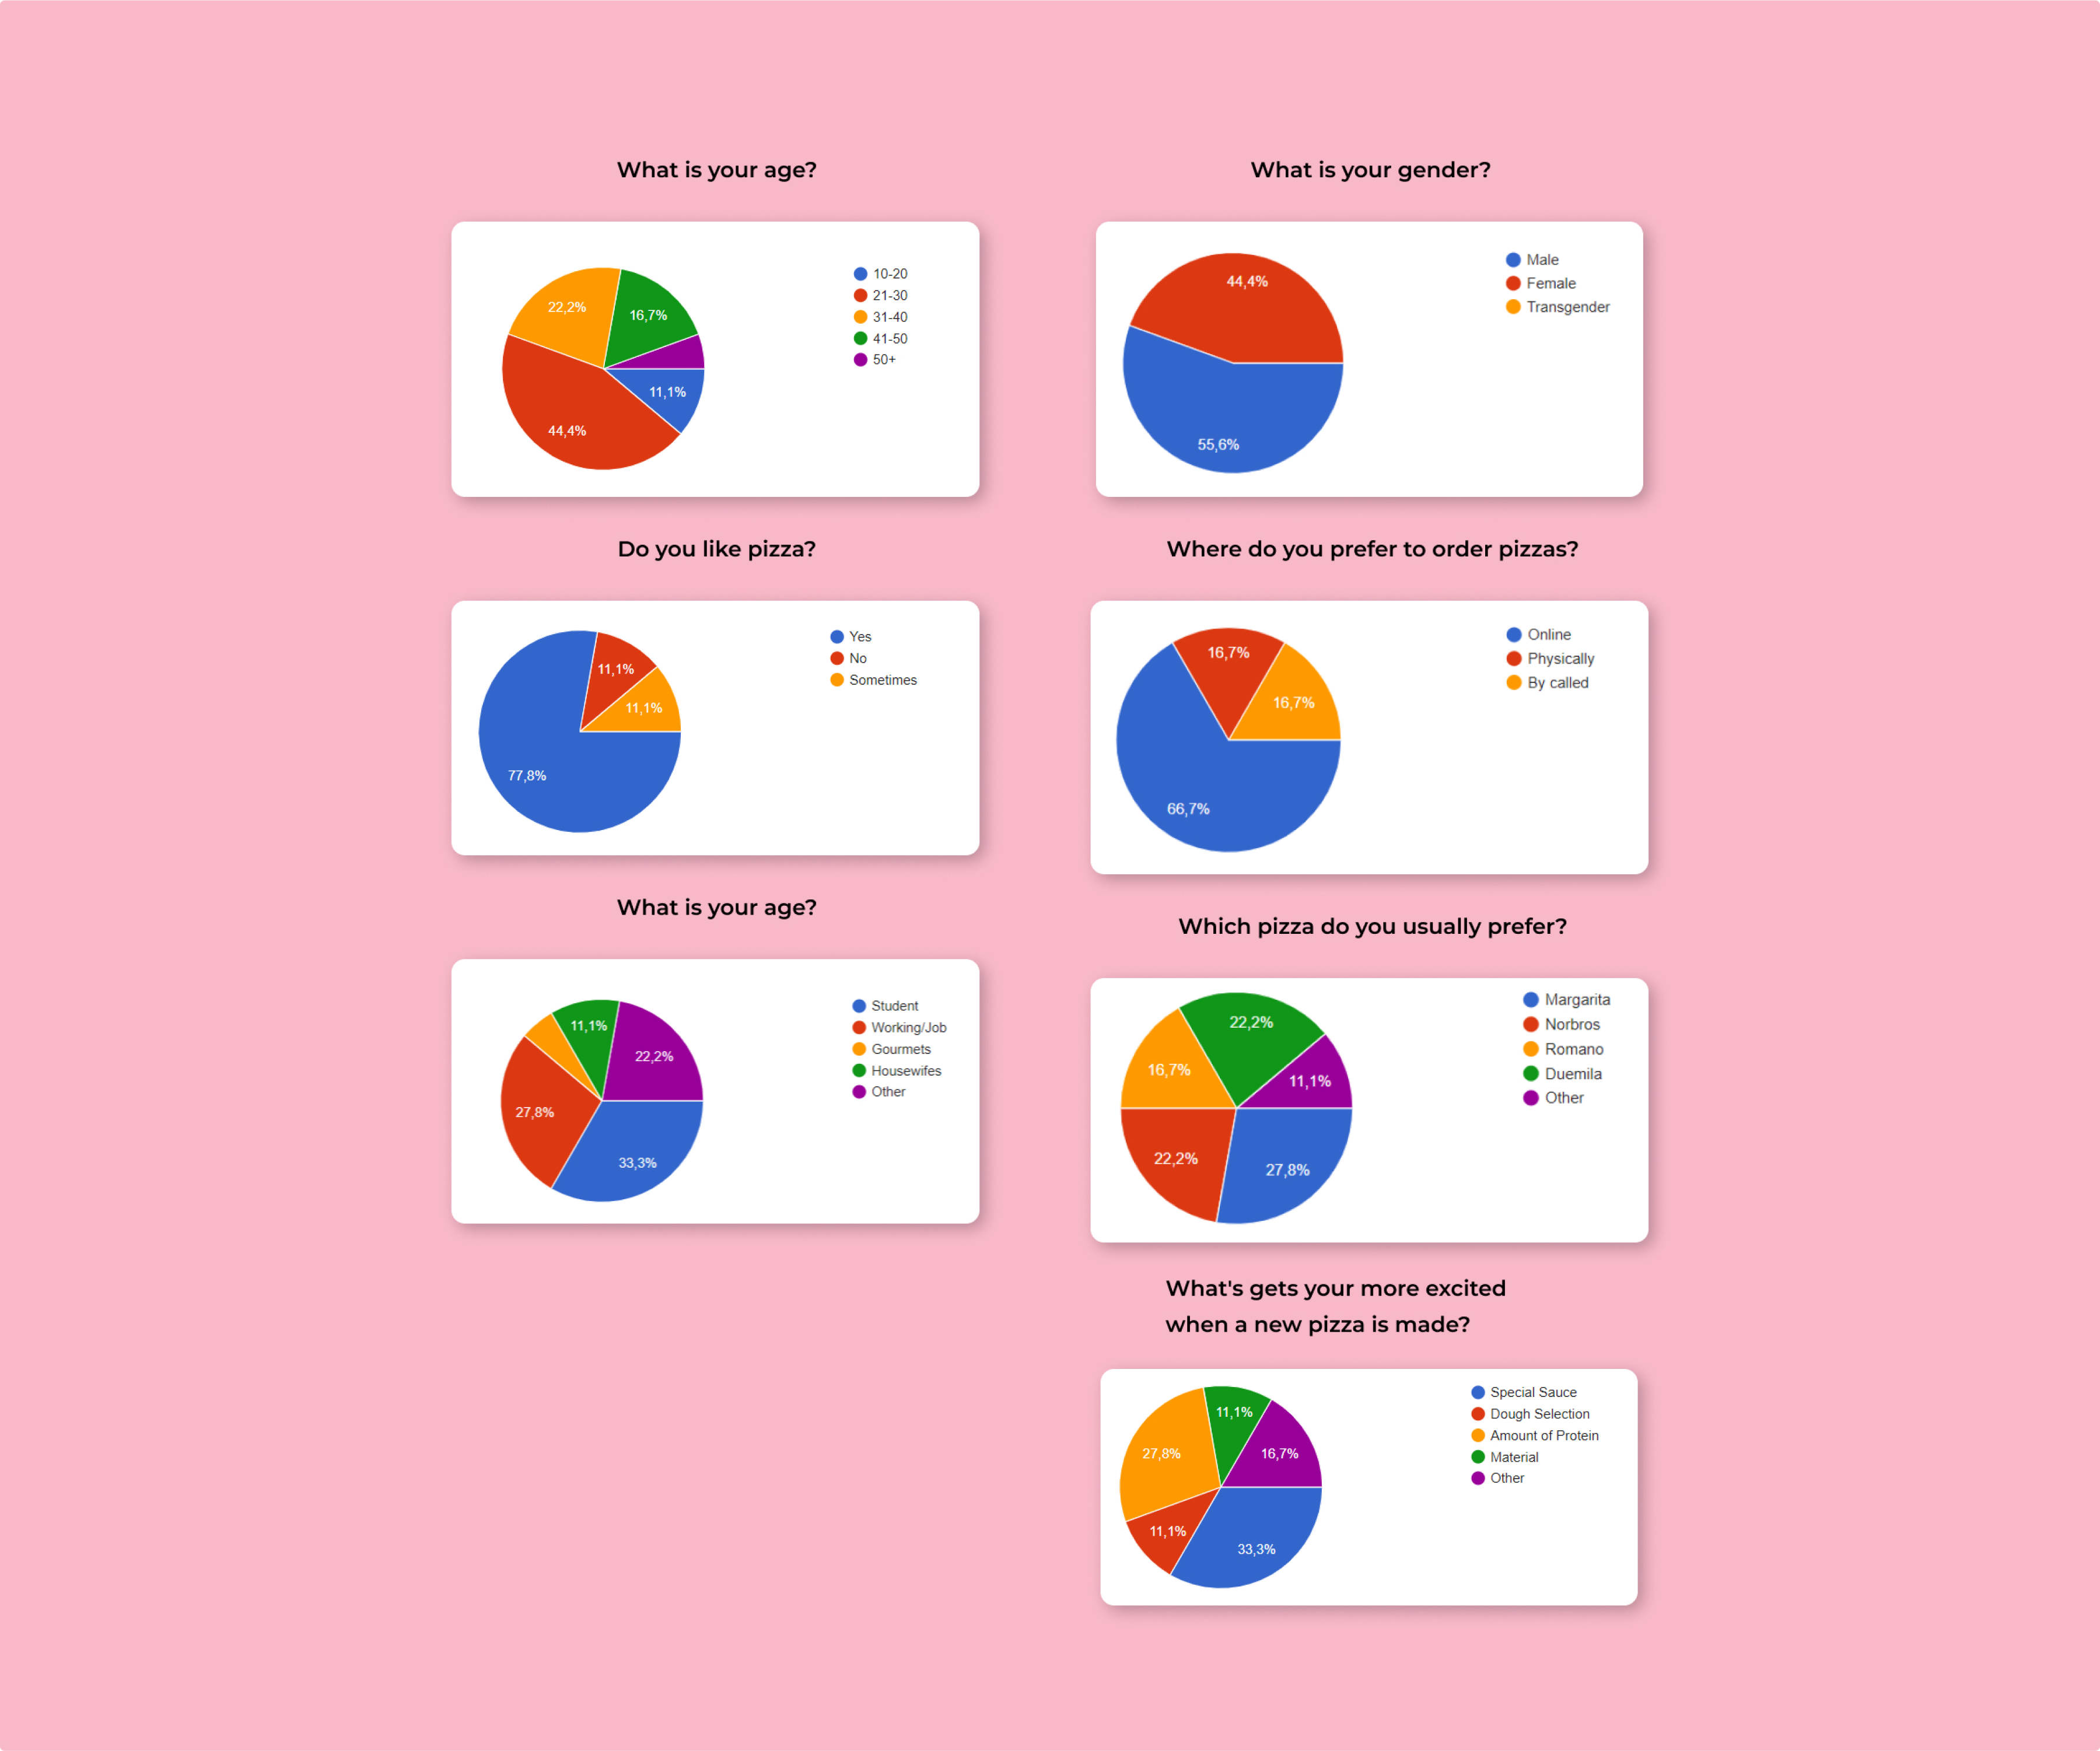 What is your age?
22,2%
16,7%
11,1%
44,4%
10-20
21-30
31-40
41-50
50+
What is your gender?
44,4%
55,6%
Male
Female
Transgender
Do you like pizza?
11,1%
11,1%
77,8%
Yes
No
Sometimes
Where do you prefer to order pizzas?
16,7%
16,7%
66,7%
Online
Physically
By called
What is your age?
11,1%
22,2%
27,8%
33,3%
Student
Working/Job
Gourmets
Housewifes
Other
Which pizza do you usually prefer?
22,2%
16,7%
11,1%
22,2%
27,8%
Margarita
Norbros
Romano
Duemila
Other
What's gets your more excited
when a new pizza is made?
11,1%
27,8%
16,7%
11,1%
33,3%
Special Sauce
Dough Selection
Amount of Protein
Material
Other